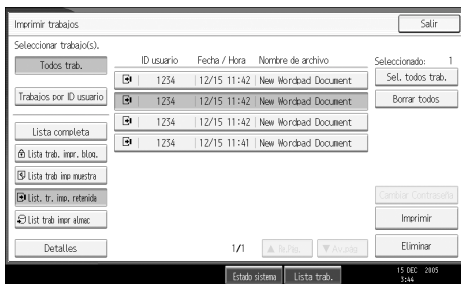 Imprimir trabajos
Salir
Seleccionar trabajo(s).
Todos trab.
ID usuario Fecha / Hora Nombre de archivo
Seleccionado: 1
1234 12/15 11:42 New Wordpad Document
Sel. todos trab.
Trabajos por ID usuario
1234 12/15 11:42 New Wordpad Document
Borrar todos
1234 12/15 11:42 New Wordpad Document
Lista completa
1234 12/15 11:41 New Wordpad Document
Lista trab. impr. bloq.
Lista trab imp muestra
List. tr. imp. retenida
Cambiar Contraseña
List trab impr almac
Imprimir
Detalles
1/1
▲ Re.Pág.
▼ Av.pág.
Eliminar
Estado sistema
Lista trab.
15 DEC 2005
3:44